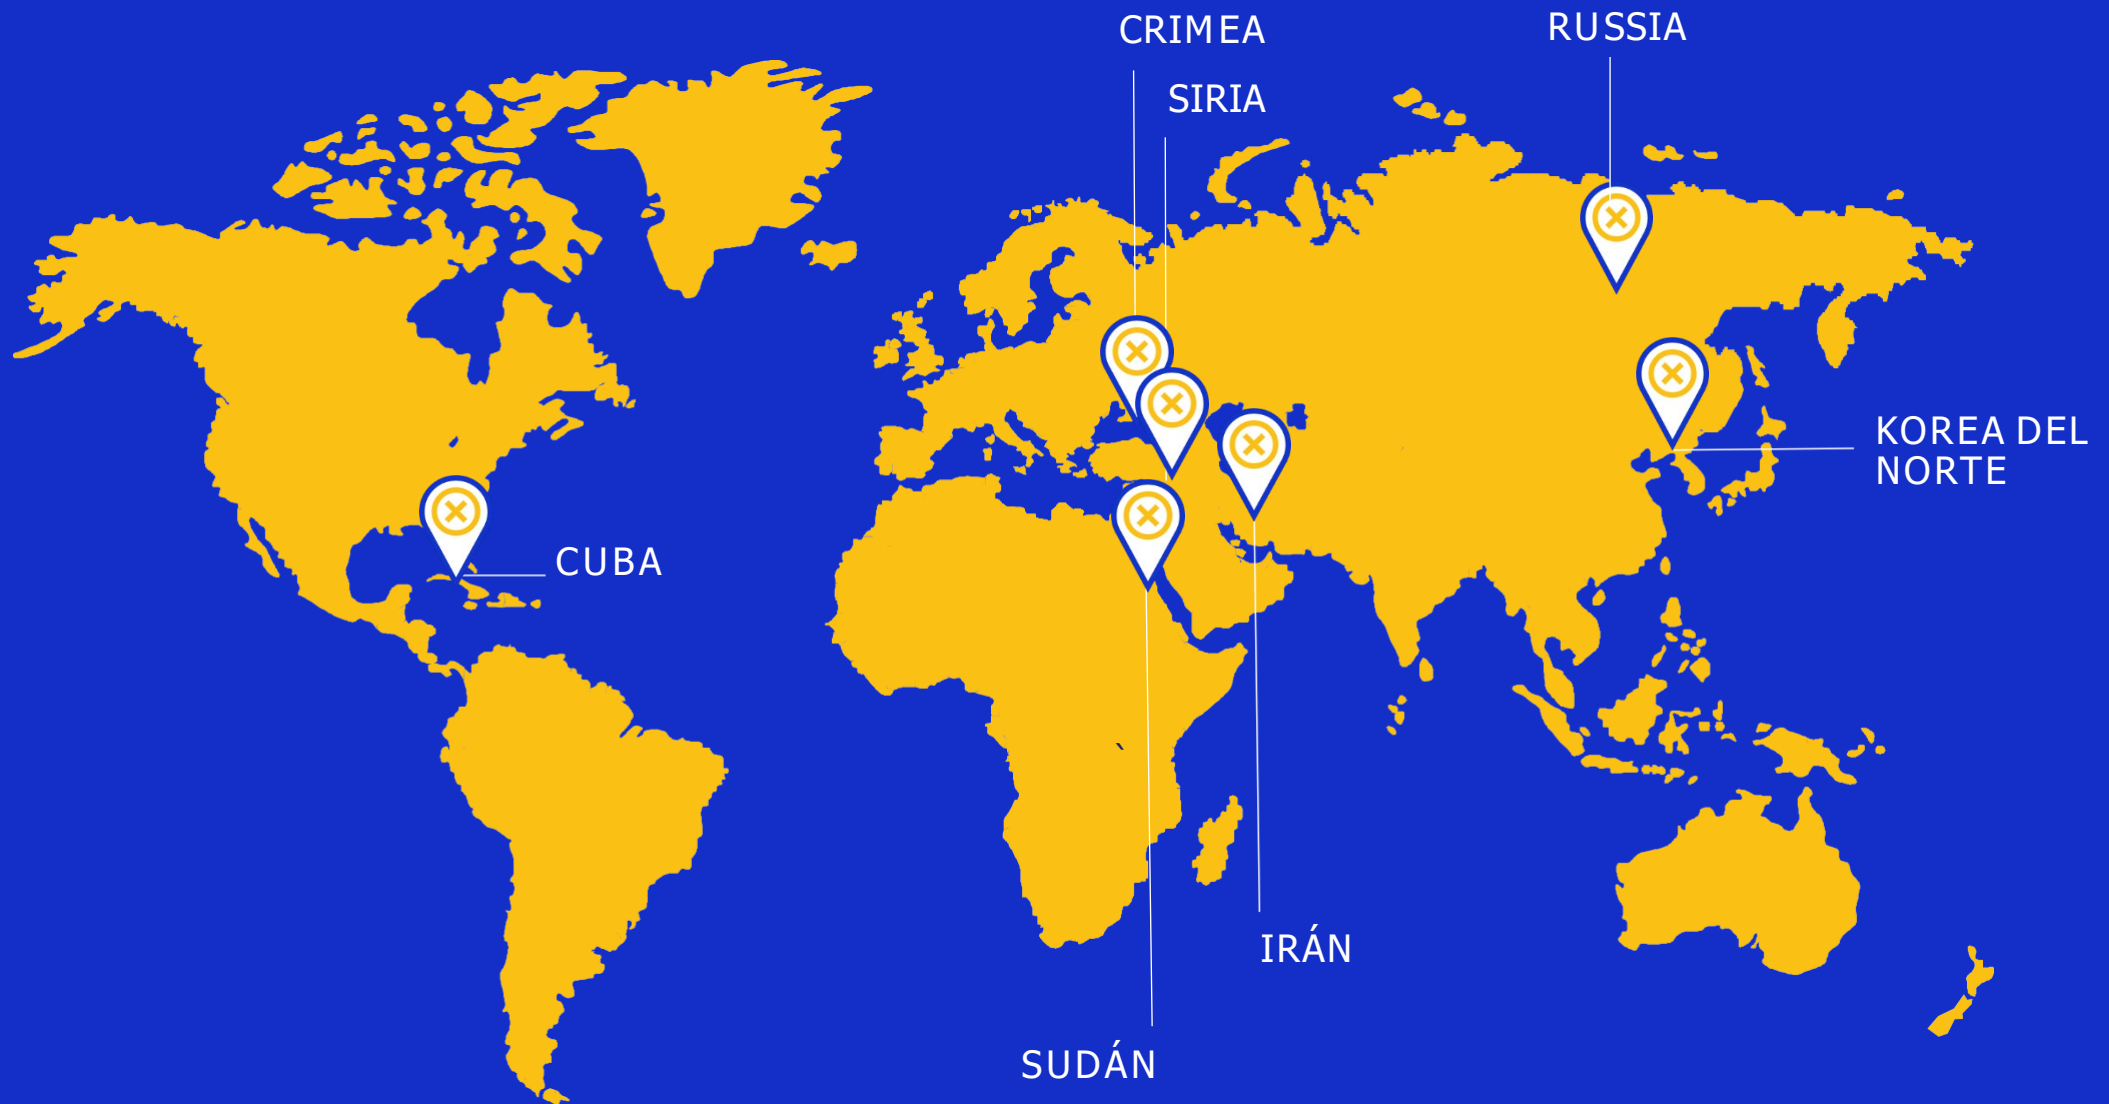 CRIMEA
RUSSIA
SIRIA
KOREA DEL
NORTE
CUBA
IRÁN
SUDÁN